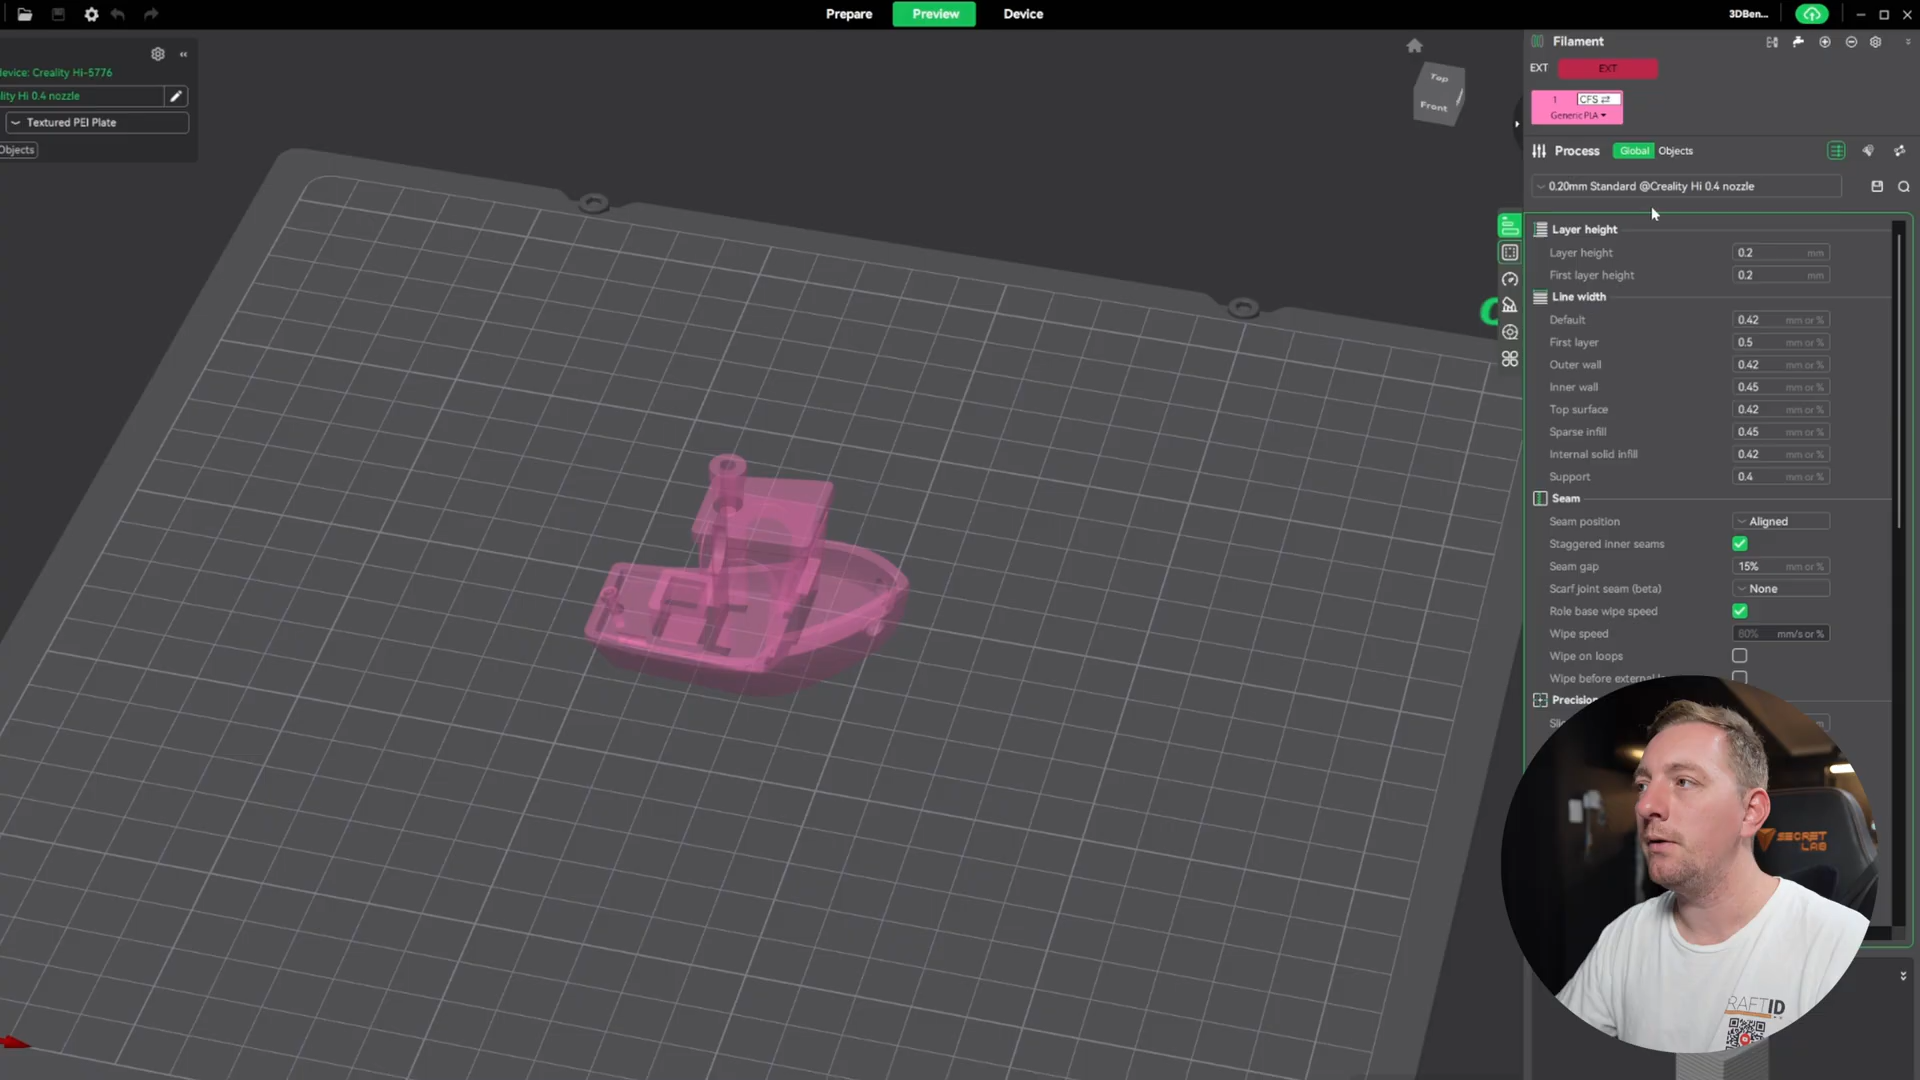 Prepare
Preview
Device
3DBen...
device: Creality Hi-5776
lity Hi 0.4 nozzle
Textured PEI Plate
Objects
Top
Front
Filament
EXT
EXT
1
CFS
Generic PLA
Process
Global
Objects
0.20mm Standard @Creality Hi 0.4 nozzle
Layer height
Layer height 0.2 mm
First layer height 0.2 mm
Line width
Default 0.42 mm or %
First layer 0.5 mm or %
Outer wall 0.42 mm or %
Inner wall 0.45 mm or %
Top surface 0.42 mm or %
Sparse infill 0.45 mm or %
Internal solid infill 0.42 mm or %
Support 0.4 mm or %
Seam
Seam position Aligned
Staggered inner seams
Seam gap 15% mm or %
Scarf joint seam (beta) None
Role base wipe speed
Wipe speed 80% mm/s or %
Wipe on loops
Wipe before external
Precision
SECRET
LAB
RAFTID